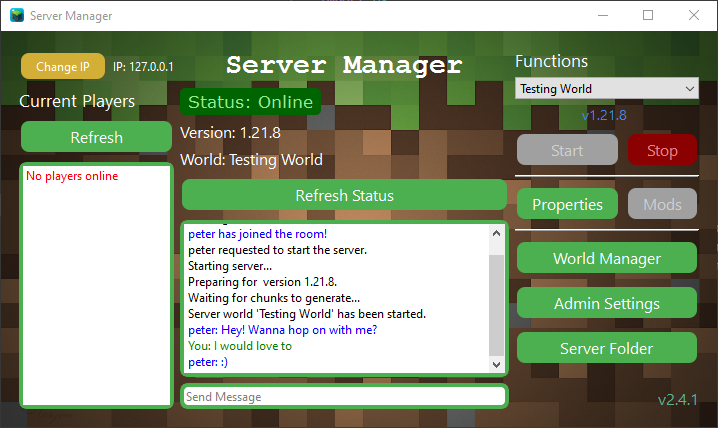 Server Manager
Change IP
IP: 127.0.0.1
Server Manager
Functions
Testing World
v1.21.8
Current Players
Status: Online
Refresh
Version: 1.21.8
World: Testing World
Start
Stop
No players online
Refresh Status
Properties
Mods
peter has joined the room!
peter requested to start the server.
Starting server...
Preparing for  version 1.21.8.
Waiting for chunks to generate...
Server world 'Testing World' has been started.
peter: Hey! Wanna hop on with me?
You: I would love to
peter: :)
World Manager
Admin Settings
Server Folder
Send Message
v2.4.1